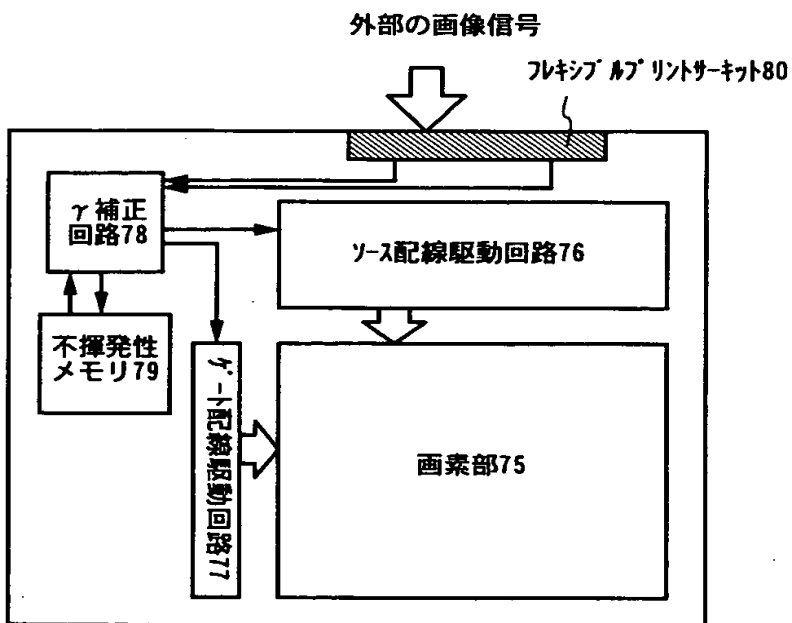 外部の画像信号
フレキシブルプリントサーキット80
γ補正
回路78
ソース配線駆動回路76
不揮発性
メモリ79
ゲート配線駆動回路77
画素部75